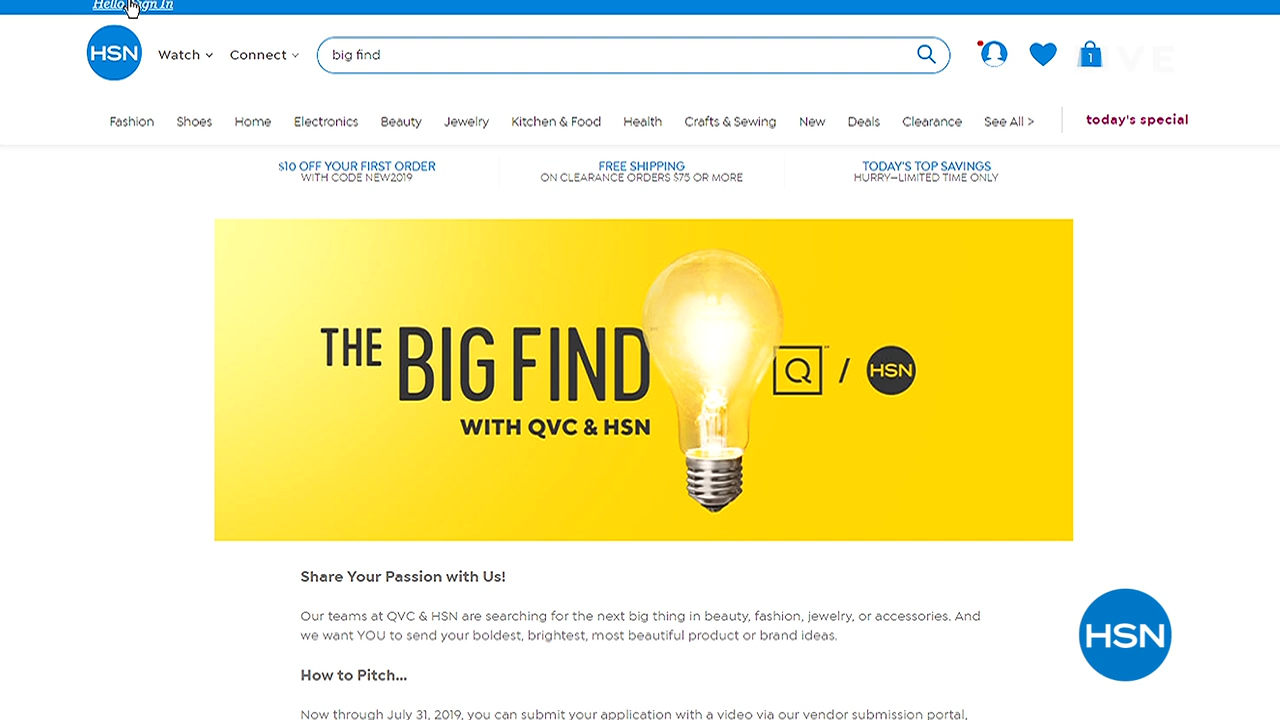 Hello Sign In
HSN
Watch
Connect
big find
1
LIVE
Fashion
Shoes
Home
Electronics
Beauty
Jewelry
Kitchen & Food
Health
Crafts & Sewing
New
Deals
Clearance
See All >
today's special
$10 OFF YOUR FIRST ORDER
WITH CODE NEW2019
FREE SHIPPING
ON CLEARANCE ORDERS $75 OR MORE
TODAY'S TOP SAVINGS
HURRY—LIMITED TIME ONLY
THE BIG FIND
WITH QVC & HSN
Q / HSN
Share Your Passion with Us!
Our teams at QVC & HSN are searching for the next big thing in beauty, fashion, jewelry, or accessories. And
we want YOU to send your boldest, brightest, most beautiful product or brand ideas.
HSN
How to Pitch...
Now through July 31, 2019, you can submit your application with a video via our vendor submission portal,